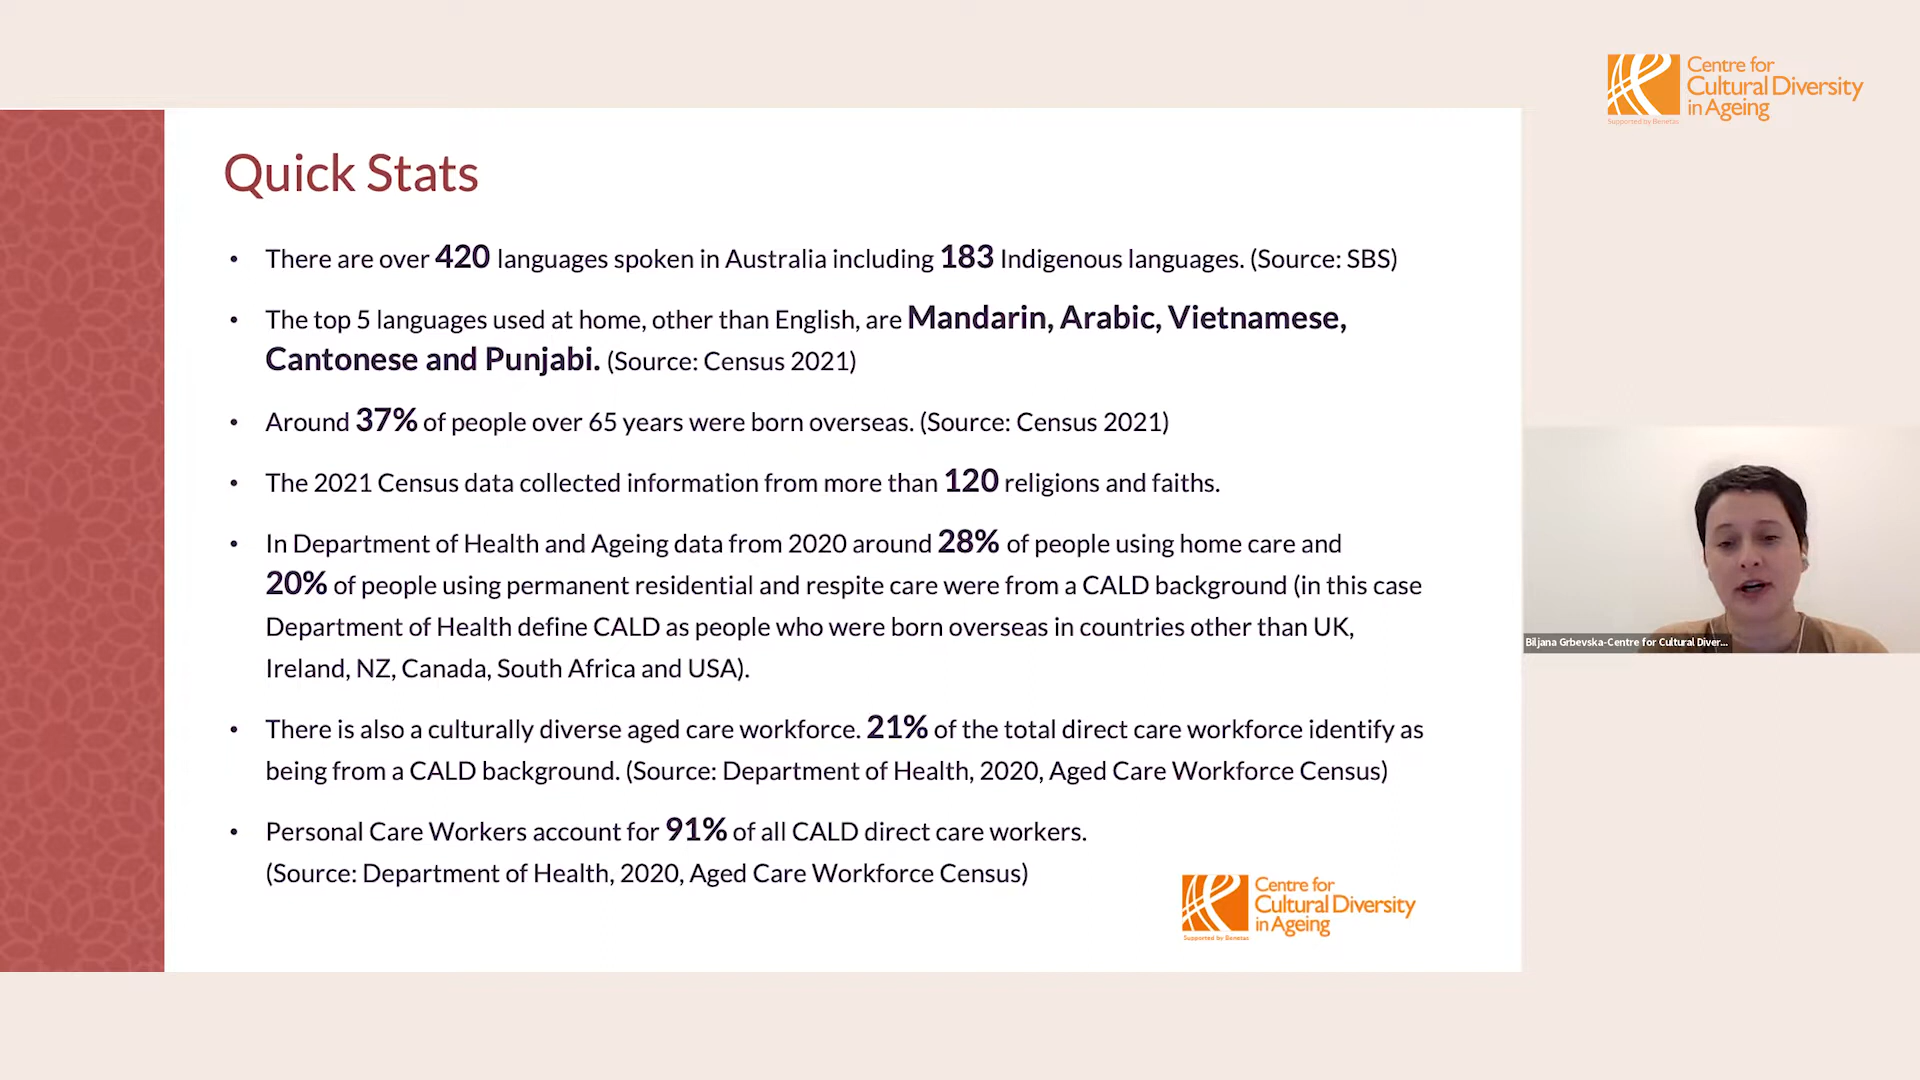 Centre for
Cultural Diversity
in Ageing
Supported by Benetas
Quick Stats
• There are over 420 languages spoken in Australia including 183 Indigenous languages. (Source: SBS)
• The top 5 languages used at home, other than English, are Mandarin, Arabic, Vietnamese,
Cantonese and Punjabi. (Source: Census 2021)
• Around 37% of people over 65 years were born overseas. (Source: Census 2021)
• The 2021 Census data collected information from more than 120 religions and faiths.
• In Department of Health and Ageing data from 2020 around 28% of people using home care and
20% of people using permanent residential and respite care were from a CALD background (in this case
Department of Health define CALD as people who were born overseas in countries other than UK,
Ireland, NZ, Canada, South Africa and USA).
• There is also a culturally diverse aged care workforce. 21% of the total direct care workforce identify as
being from a CALD background. (Source: Department of Health, 2020, Aged Care Workforce Census)
• Personal Care Workers account for 91% of all CALD direct care workers.
(Source: Department of Health, 2020, Aged Care Workforce Census)
Centre for
Cultural Diversity
in Ageing
Supported by Benetas
Biljana Grbevska-Centre for Cultural Diver...